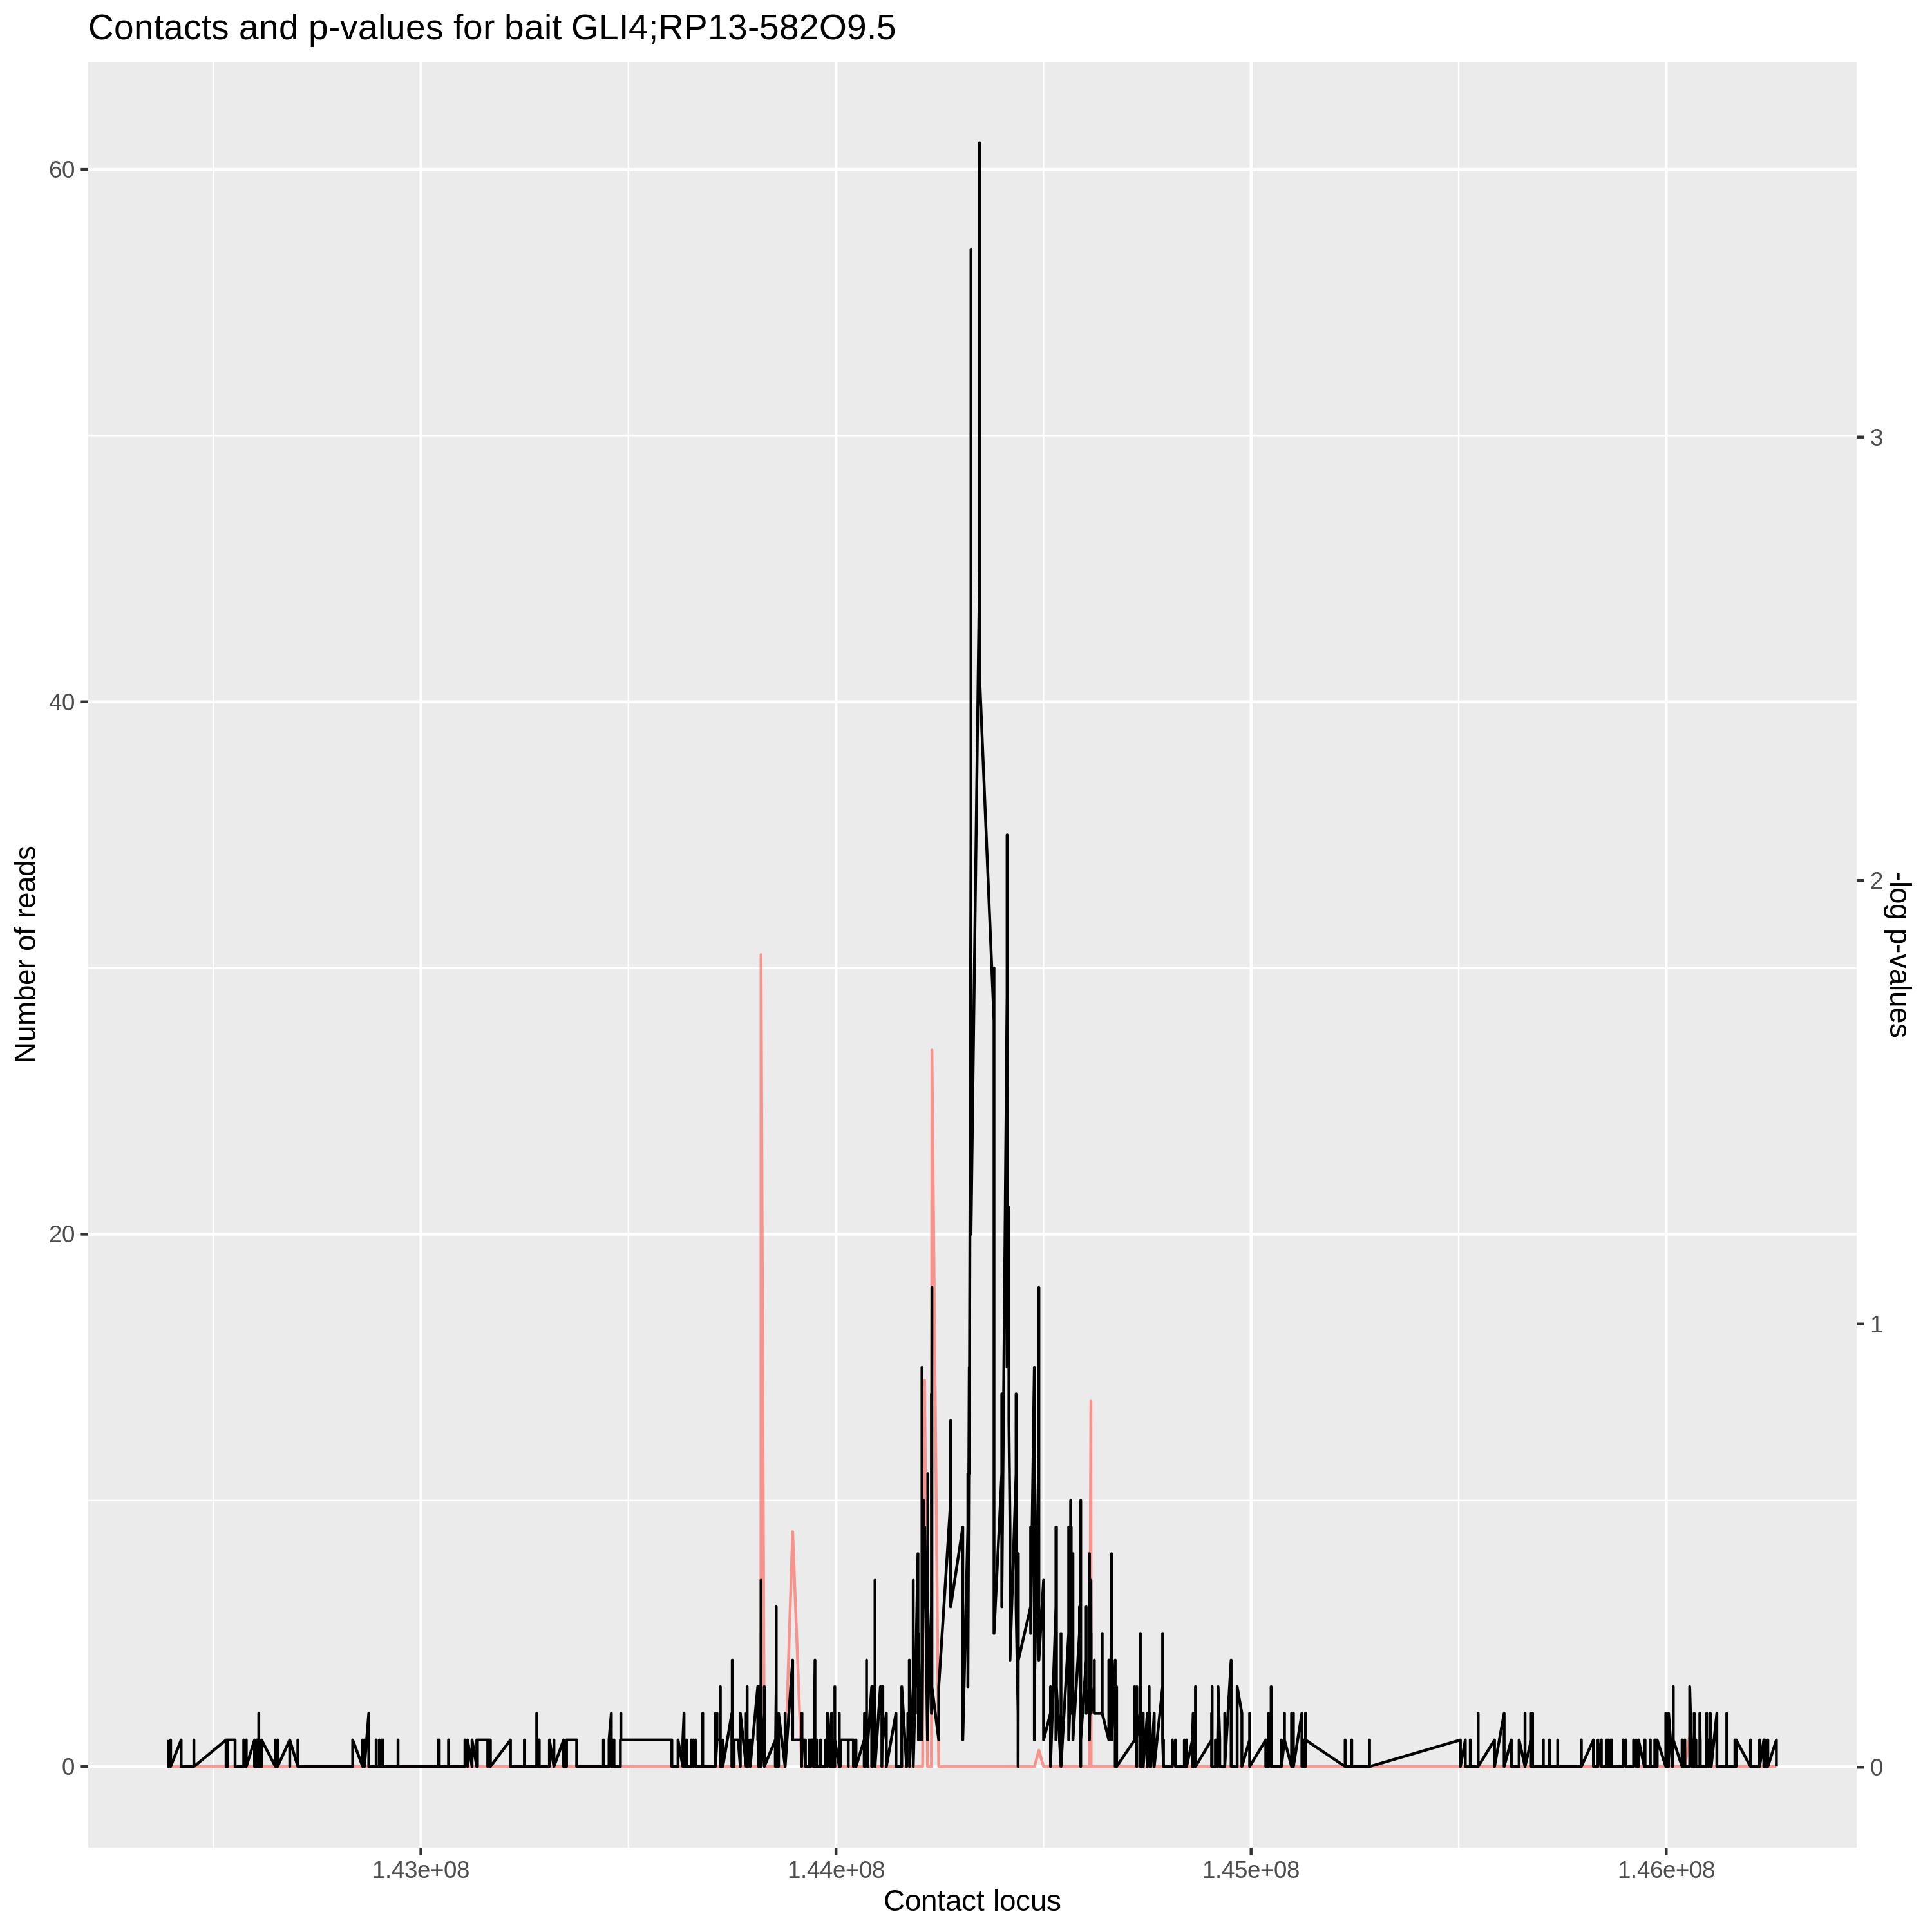 Contacts and p-values for bait GLI4;RP13-582O9.5
60
40
20
0
Number of reads
3
2
1
0
-log p-values
1.43e+08
1.44e+08
1.45e+08
1.46e+08
Contact locus